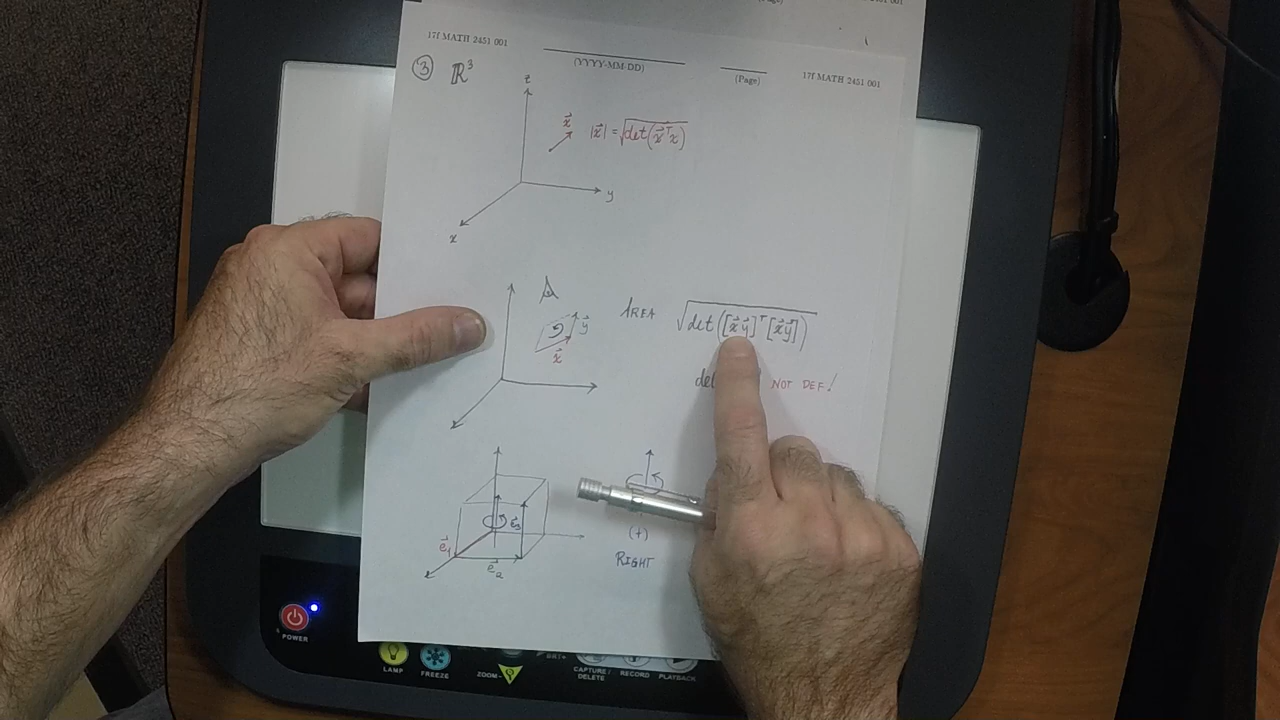 (Page)
17f MATH 2451 001
(YYYY-MM-DD)
(Page)
17f MATH 2451 001
③ ℝ³
z
x⃗ |x⃗| = √det(x⃗ᵀx)
y
x
AREA √det([x⃗ y⃗]ᵀ[x⃗ y⃗])
y⃗
x⃗
NOT DEF!
e⃗₃
e⃗₁
e⃗₂
(+)
RIGHT
POWER
LAMP
FREEZE
ZOOM-
CAPTURE / DELETE
RECORD
PLAYBACK